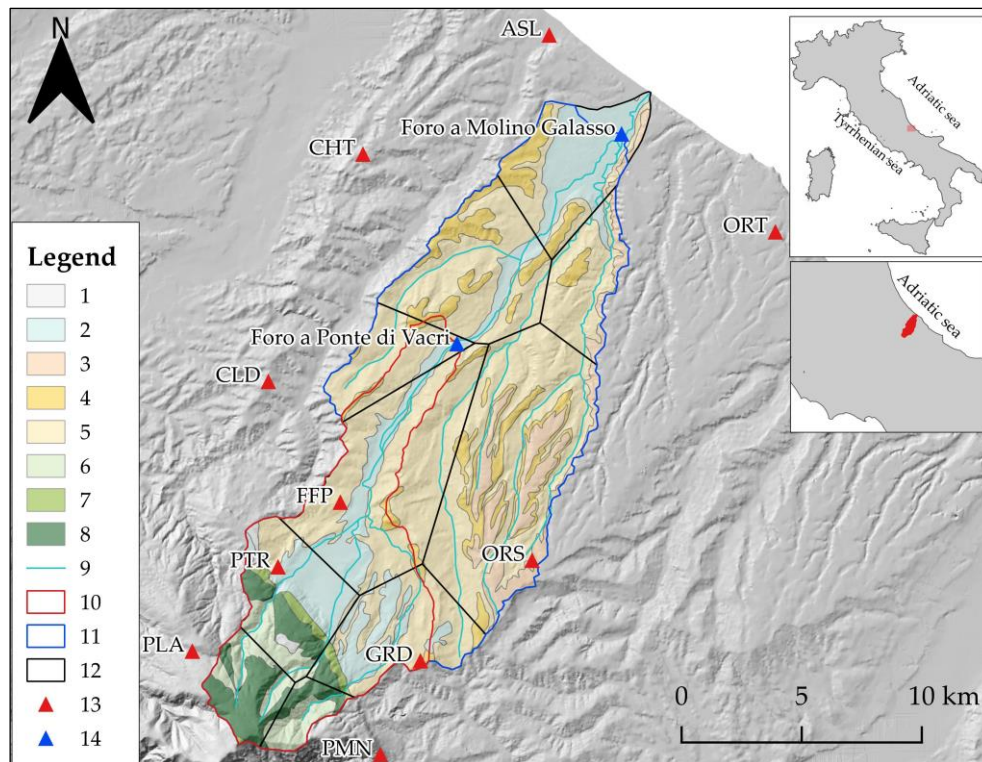 N
ASL
Foro a Molino Galasso
CHT
ORT
Foro a Ponte di Vacri
CLD
FFP
PTR
ORS
PLA
GRD
PMN
Legend
1
2
3
4
5
6
7
8
9
10
11
12
13
14
0 5 10 km
Adriatic sea
Tyrrhenian sea
Adriatic sea